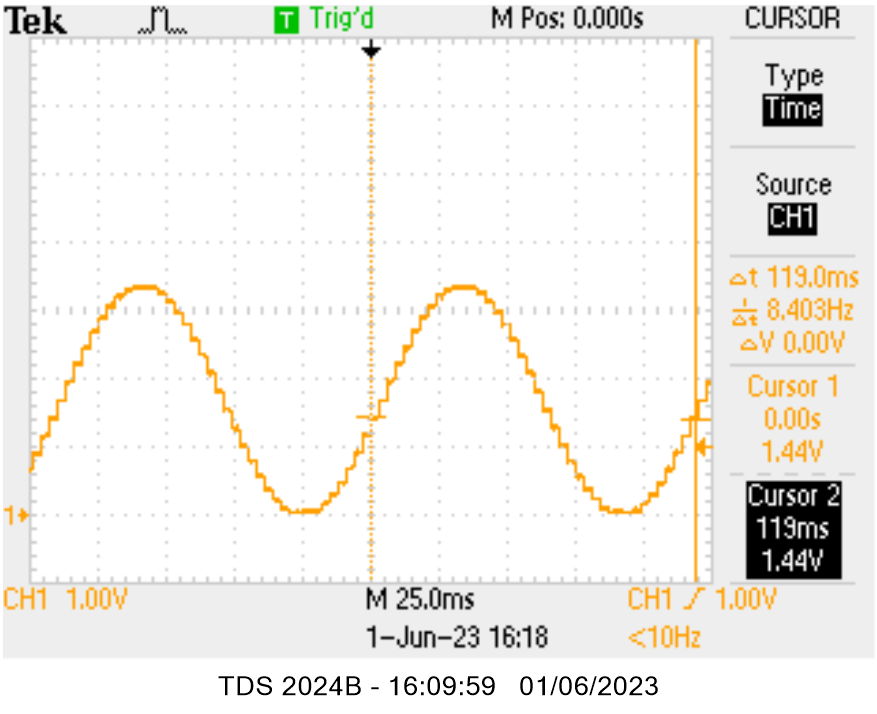 Tek T Trig'd M Pos: 0.000s CURSOR
Type
Time
Source
CH1
△t 119.0ms
1/△t 8.403Hz
△V 0.00V
Cursor 1
0.00s
1.44V
Cursor 2
119ms
1.44V
1
CH1 1.00V M 25.0ms CH1 1.00V
1-Jun-23 16:18 <10Hz
TDS 2024B - 16:09:59 01/06/2023